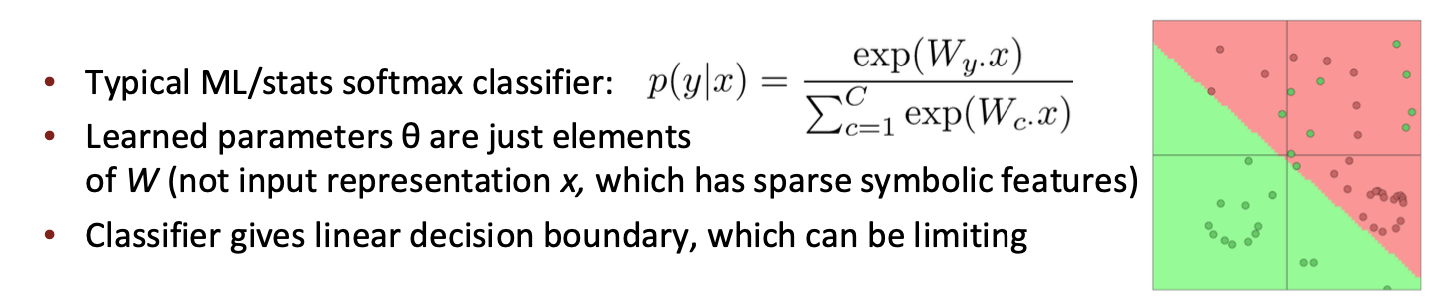 • Typical ML/stats softmax classifier: p(y|x) = exp(W_y.x) / ∑_{c=1}^{C} exp(W_c.x)
• Learned parameters θ are just elements
of W (not input representation x, which has sparse symbolic features)
• Classifier gives linear decision boundary, which can be limiting